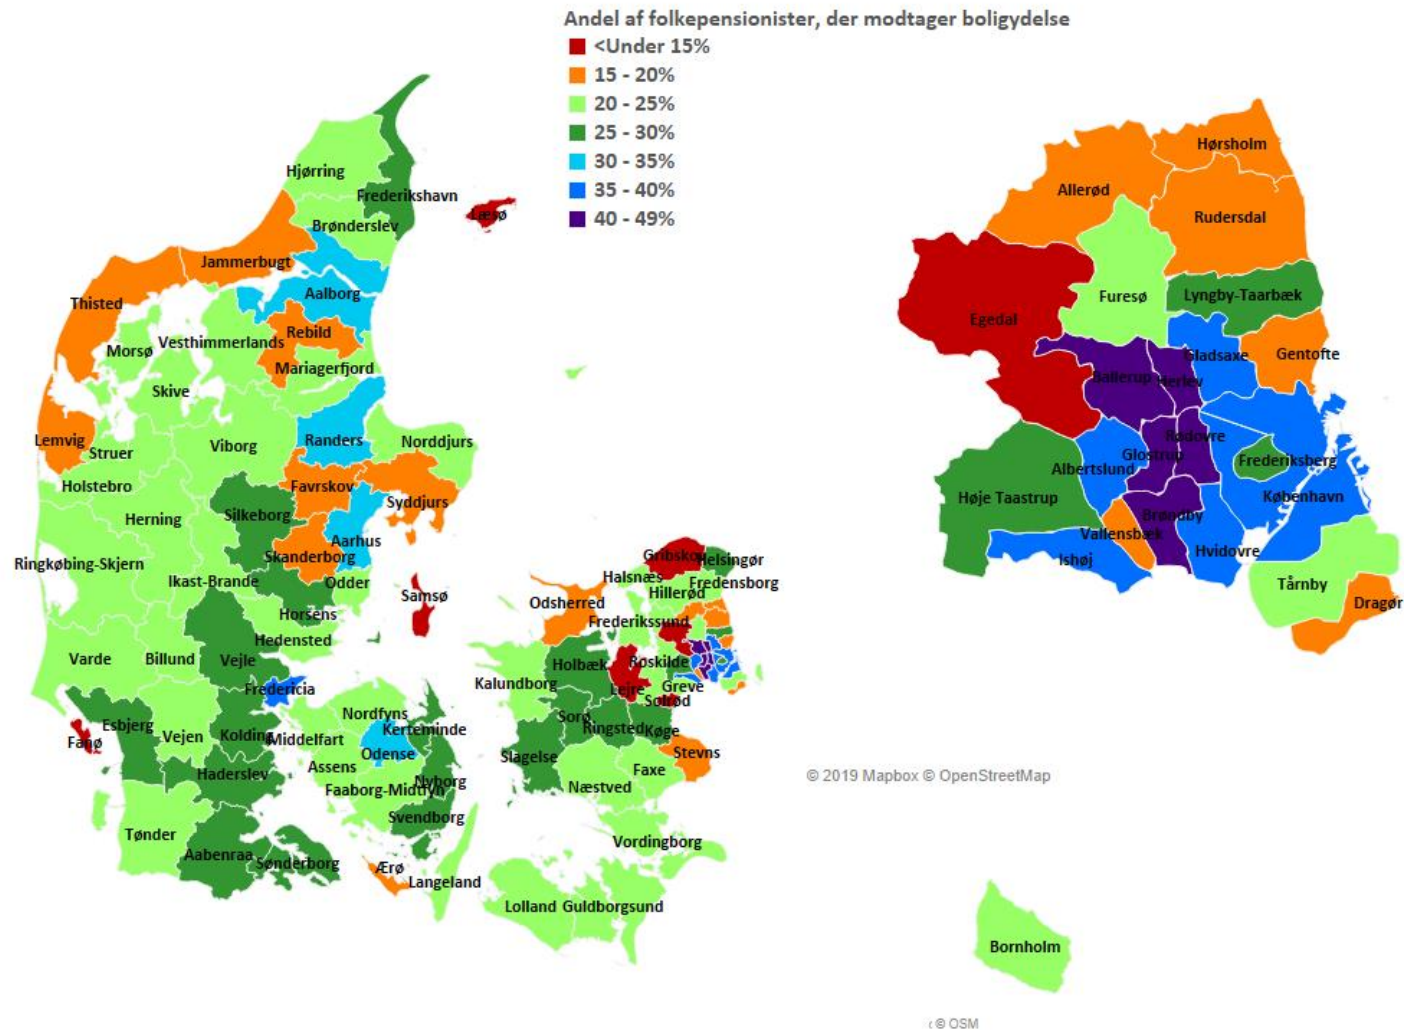 Andel af folkepensionister, der modtager boligydelse
<Under 15%
15 - 20%
20 - 25%
25 - 30%
30 - 35%
35 - 40%
40 - 49%
Hjørring
Frederikshavn
Læsø
Brønderslev
Jammerbugt
Aalborg
Thisted
Rebild
Vesthimmerlands
Morsø
Mariagerfjord
Skive
Lemvig
Randers
Norddjurs
Viborg
Struer
Holstebro
Favrskov
Syddjurs
Silkeborg
Herning
Aarhus
Skanderborg
Ringkøbing-Skjern
Ikast-Brande
Odder
Samsø
Horsens
Hedensted
Varde
Billund
Vejle
Fredericia
Nordfyns
Kerteminde
Esbjerg
Fanø
Vejen
Kolding
Middelfart
Odense
Assens
Haderslev
Nyborg
Faaborg-Midtfyn
Svendborg
Tønder
Aabenraa
Sønderborg
Ærø
Langeland
Gribskov
Helsingør
Halsnæs
Fredensborg
Hillerød
Odsherred
Frederikssund
Holbæk
Roskilde
Kalundborg
Lejre
Greve
Solrød
Sorø
Ringsted
Køge
Slagelse
Stevns
Faxe
Næstved
Vordingborg
Lolland
Guldborgsund
Hørsholm
Allerød
Rudersdal
Furesø
Lyngby-Taarbæk
Egedal
Gladsaxe
Gentofte
Ballerup
Herlev
Rødovre
Glostrup
Albertslund
Frederiksberg
Høje Taastrup
København
Brøndby
Vallensbæk
Hvidovre
Ishøj
Tårnby
Dragør
© 2019 Mapbox © OpenStreetMap
Bornholm
© OSM